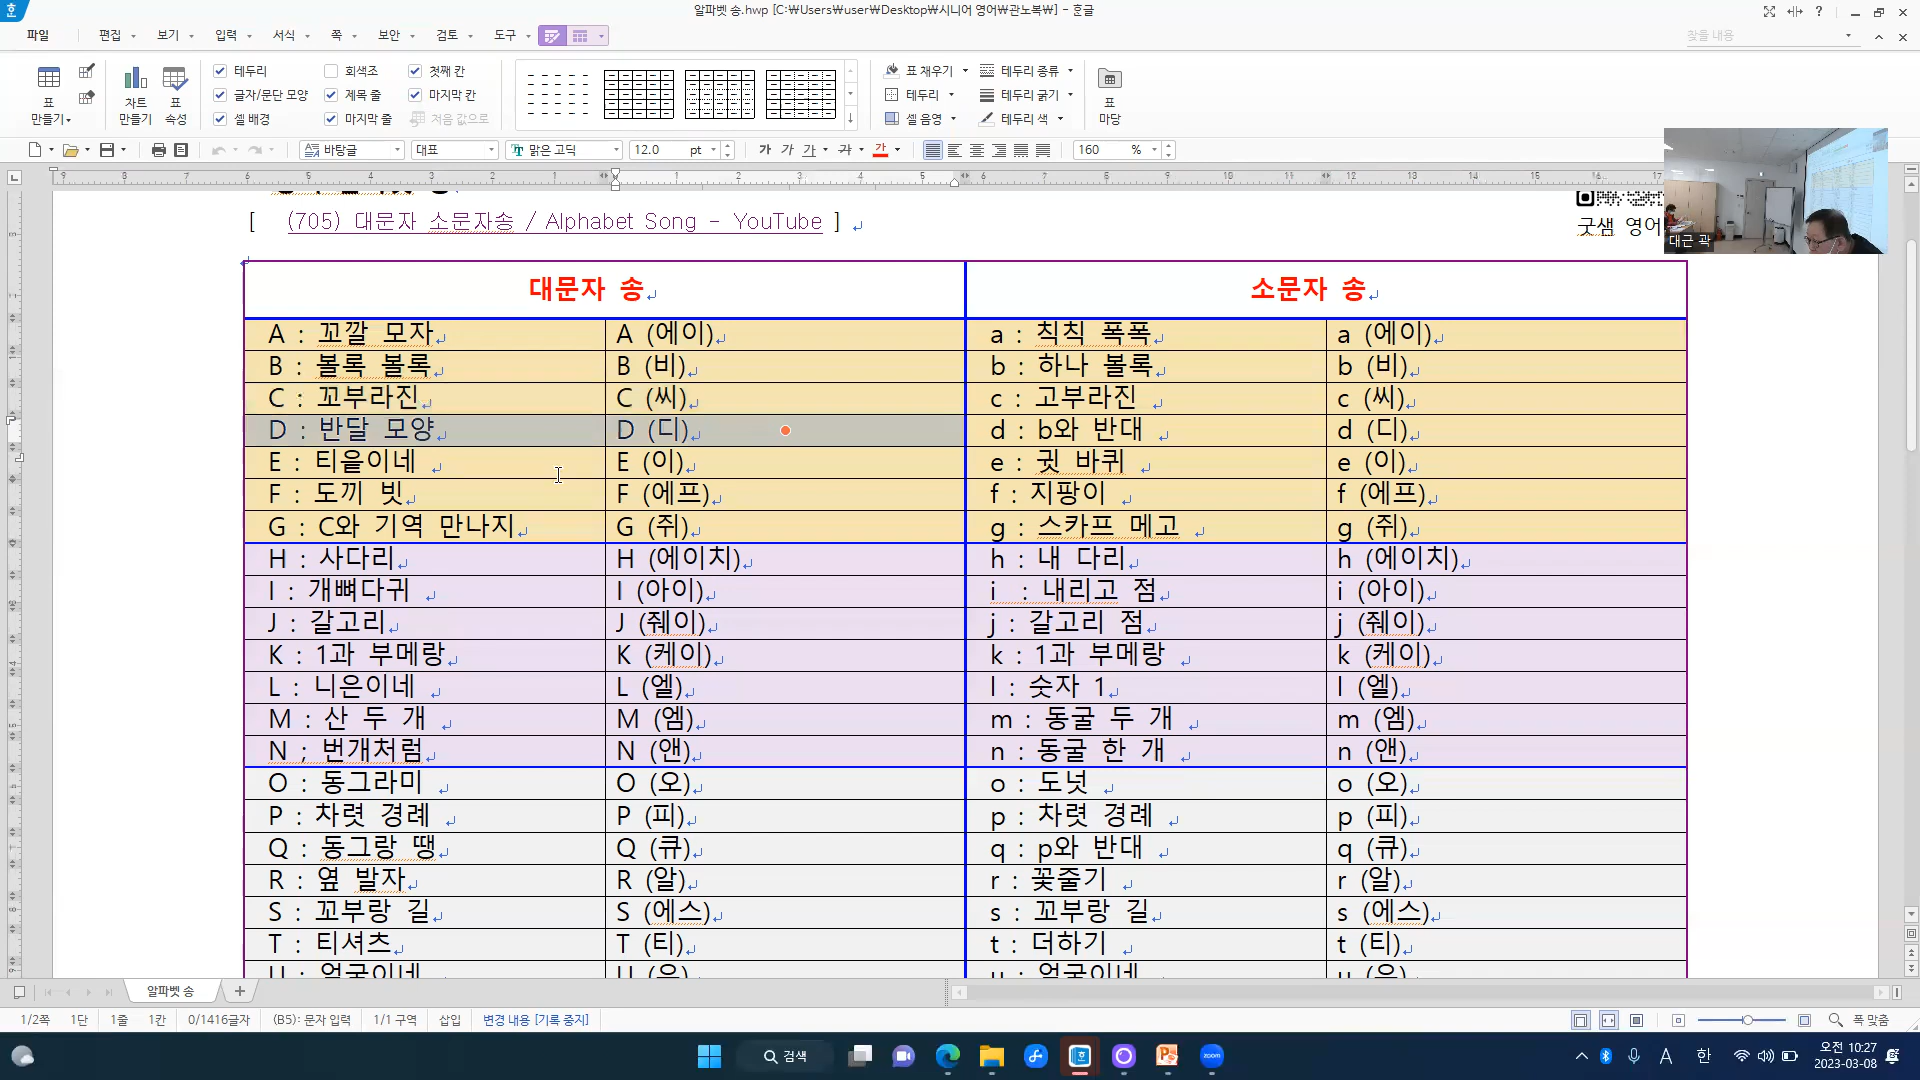 알파벳 송.hwp [C:₩Users₩user₩Desktop₩시니어 영어₩관노복₩] - 훈글
파일 편집 보기 입력 서식 쪽 보안 검토 도구 찾을 내용
테두리 회색조 첫째 칸
글자/문단 모양 제목 줄 마지막 칸
셀 배경 마지막 줄 처음 값으로
표 만들기 차트 만들기 표 속성
표 채우기 테두리 종류
테두리 테두리 굵기
셀 음영 테두리 색
표 마당
바탕글 대표 맑은 고딕 12.0 pt 가 가 가 가 가 160 %
[ (705) 대문자 소문자송 / Alphabet Song - YouTube ]
굿샘 영어
대근 곽
대문자 송 소문자 송
A : 꼬깔 모자 A (에이) a : 칙칙 폭폭 a (에이)
B : 볼록 볼록 B (비) b : 하나 볼록 b (비)
C : 꼬부라진 C (씨) c : 고부라진 c (씨)
D : 반달 모양 D (디) d : b와 반대 d (디)
E : 티읕이네 E (이) e : 귓 바퀴 e (이)
F : 도끼 빗 F (에프) f : 지팡이 f (에프)
G : C와 기역 만나지 G (쥐) g : 스카프 메고 g (쥐)
H : 사다리 H (에이치) h : 내 다리 h (에이치)
I : 개뼈다귀 I (아이) i : 내리고 점 i (아이)
J : 갈고리 J (줴이) j : 갈고리 점 j (줴이)
K : 1과 부메랑 K (케이) k : 1과 부메랑 k (케이)
L : 니은이네 L (엘) l : 숫자 1 l (엘)
M : 산 두 개 M (엠) m : 동굴 두 개 m (엠)
N ; 번개처럼 N (앤) n : 동굴 한 개 n (앤)
O : 동그라미 O (오) o : 도넛 o (오)
P : 차렷 경례 P (피) p : 차렷 경례 p (피)
Q : 동그랑 땡 Q (큐) q : p와 반대 q (큐)
R : 옆 발자 R (알) r : 꽃줄기 r (알)
S : 꼬부랑 길 S (에스) s : 꼬부랑 길 s (에스)
T : 티셔츠 T (티) t : 더하기 t (티)
알파벳 송
1/2쪽 1단 1줄 1칸 0/1416글자 (B5): 문자 입력 1/1 구역 삽입 변경 내용 [기록 중지] 폭 맞춤
검색 zoom A 한 오전 10:27
2023-03-08